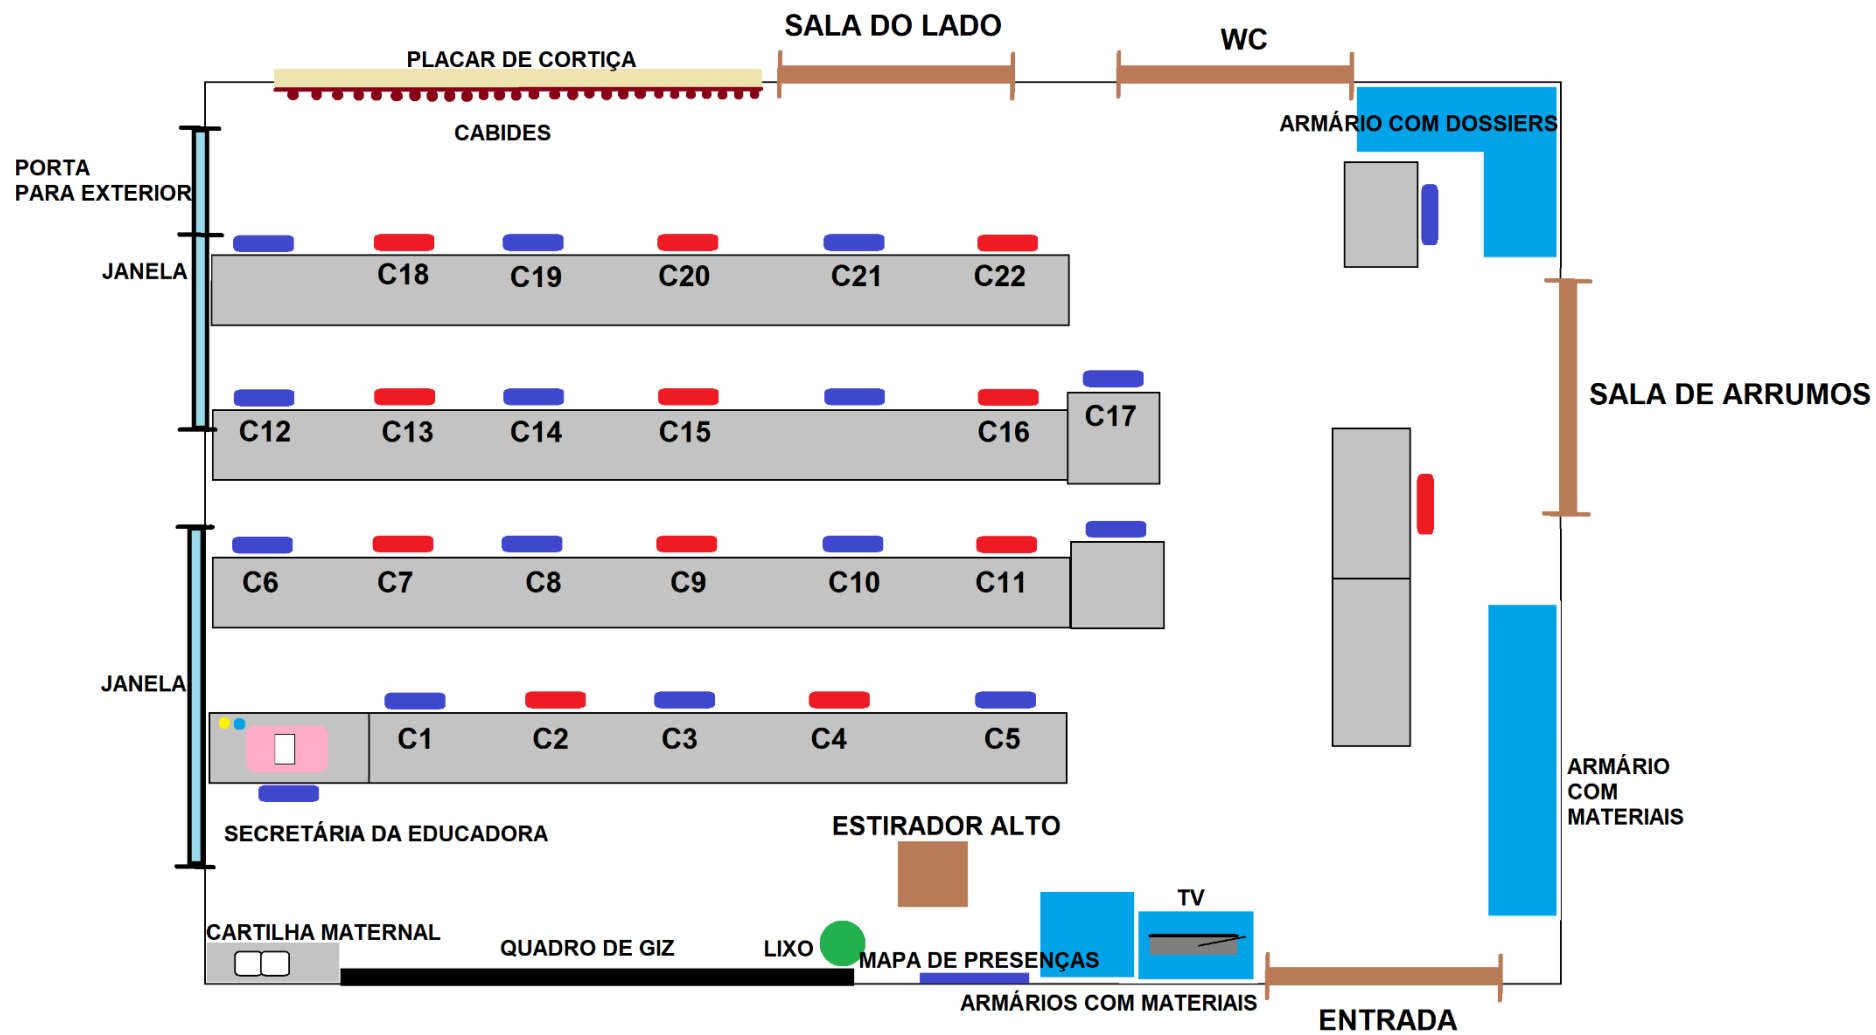 SALA DO LADO
WC
PLACAR DE CORTIÇA
CABIDES
ARMÁRIO COM DOSSIERS
PORTA
PARA EXTERIOR
JANELA
C18
C19
C20
C21
C22
SALA DE ARRUMOS
C12
C13
C14
C15
C16
C17
C6
C7
C8
C9
C10
C11
JANELA
C1
C2
C3
C4
C5
ARMÁRIO
COM
MATERIAIS
SECRETÁRIA DA EDUCADORA
ESTIRADOR ALTO
TV
CARTILHA MATERNAL
QUADRO DE GIZ
LIXO
MAPA DE PRESENÇAS
ARMÁRIOS COM MATERIAIS
ENTRADA